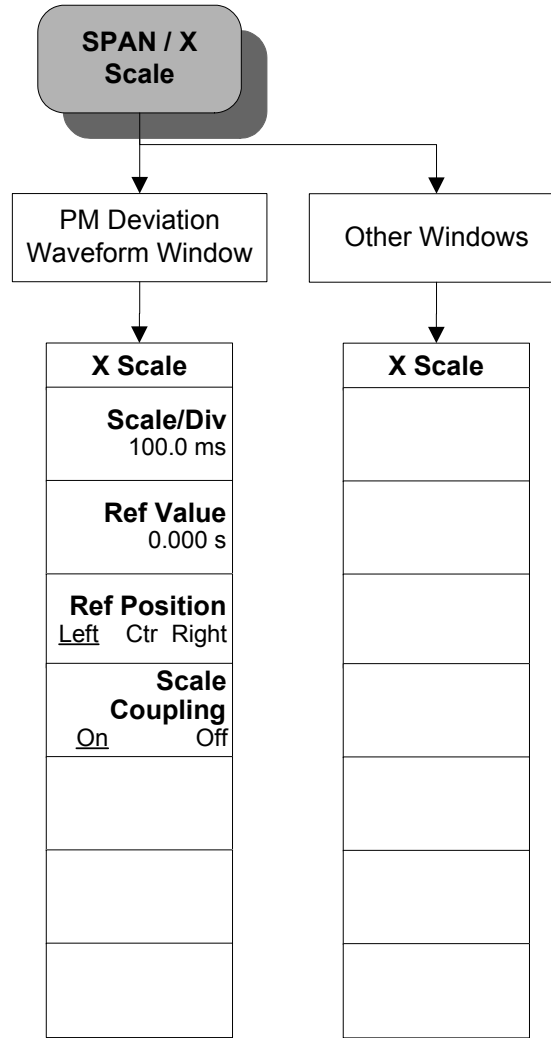 SPAN / X
Scale
PM Deviation
Waveform Window
Other Windows
X Scale
Scale/Div
100.0 ms
Ref Value
0.000 s
Ref Position
Left Ctr Right
Scale
Coupling
On Off
X Scale